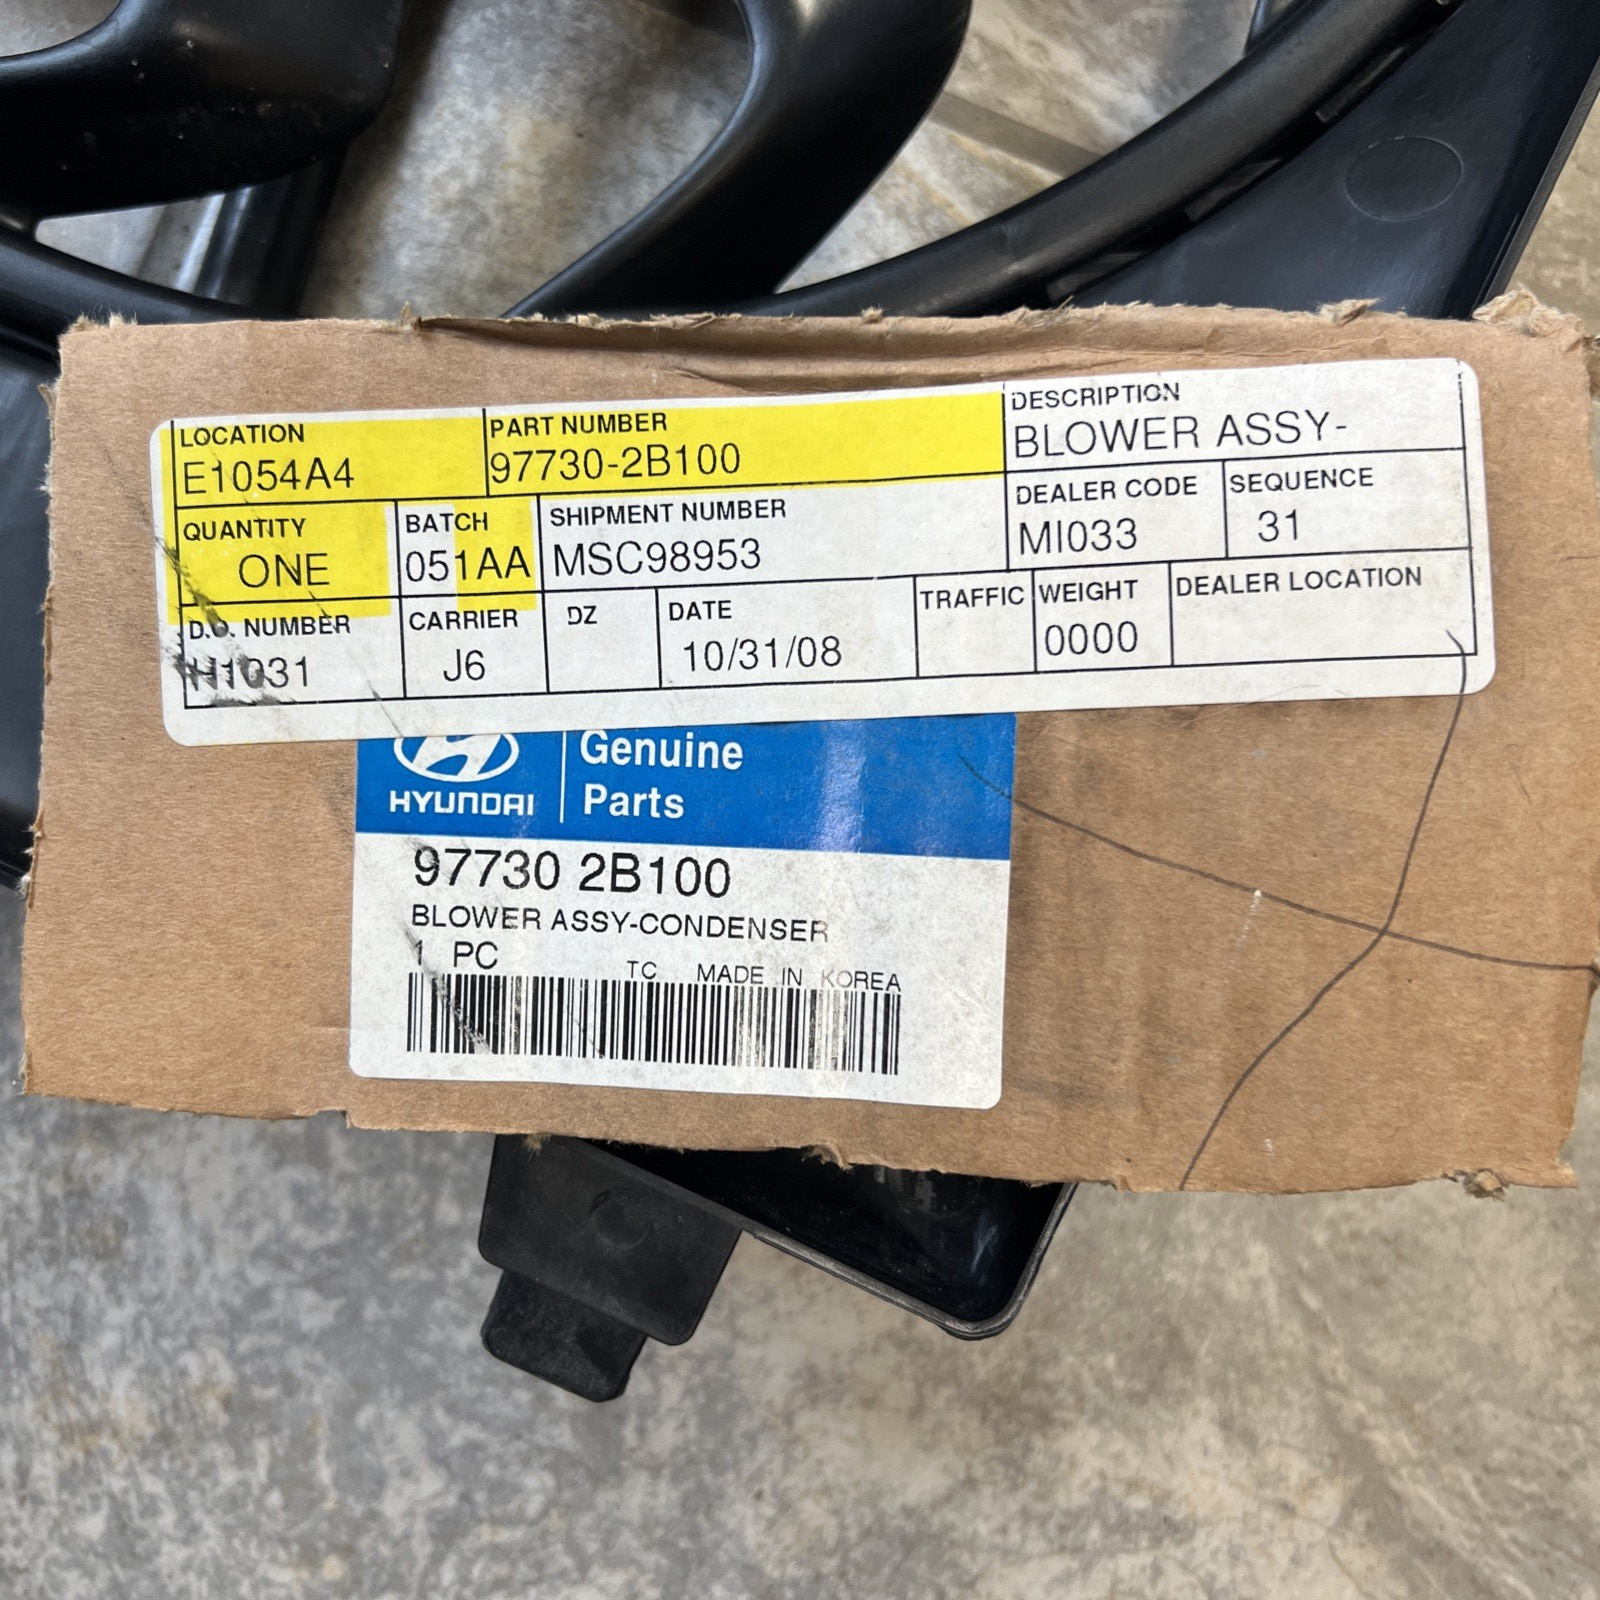 LOCATION PART NUMBER DESCRIPTION
E1054A4 97730-2B100 BLOWER ASSY-
QUANTITY BATCH SHIPMENT NUMBER DEALER CODE SEQUENCE
ONE 051AA MSC98953 MI033 31
D.O. NUMBER CARRIER DZ DATE TRAFFIC WEIGHT DEALER LOCATION
H1031 J6 10/31/08 0000
HYUNDAI Genuine
Parts
97730 2B100
BLOWER ASSY-CONDENSER
1 PC
TC MADE IN KOREA